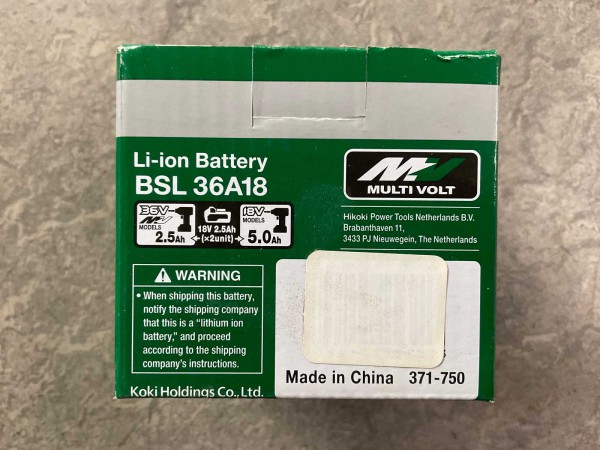 Li-ion Battery
BSL 36A18
MV
MULTI VOLT
36V MV MODELS 2.5Ah
18V 2.5Ah (×2unit)
18V MODELS 5.0Ah
Hikoki Power Tools Netherlands B.V.
Brabanthaven 11,
3433 PJ Nieuwegein, The Netherlands
WARNING
• When shipping this battery,
notify the shipping company
that this is a "lithium ion
battery," and proceed
according to the shipping
company's instructions.
Made in China 371-750
Koki Holdings Co., Ltd.